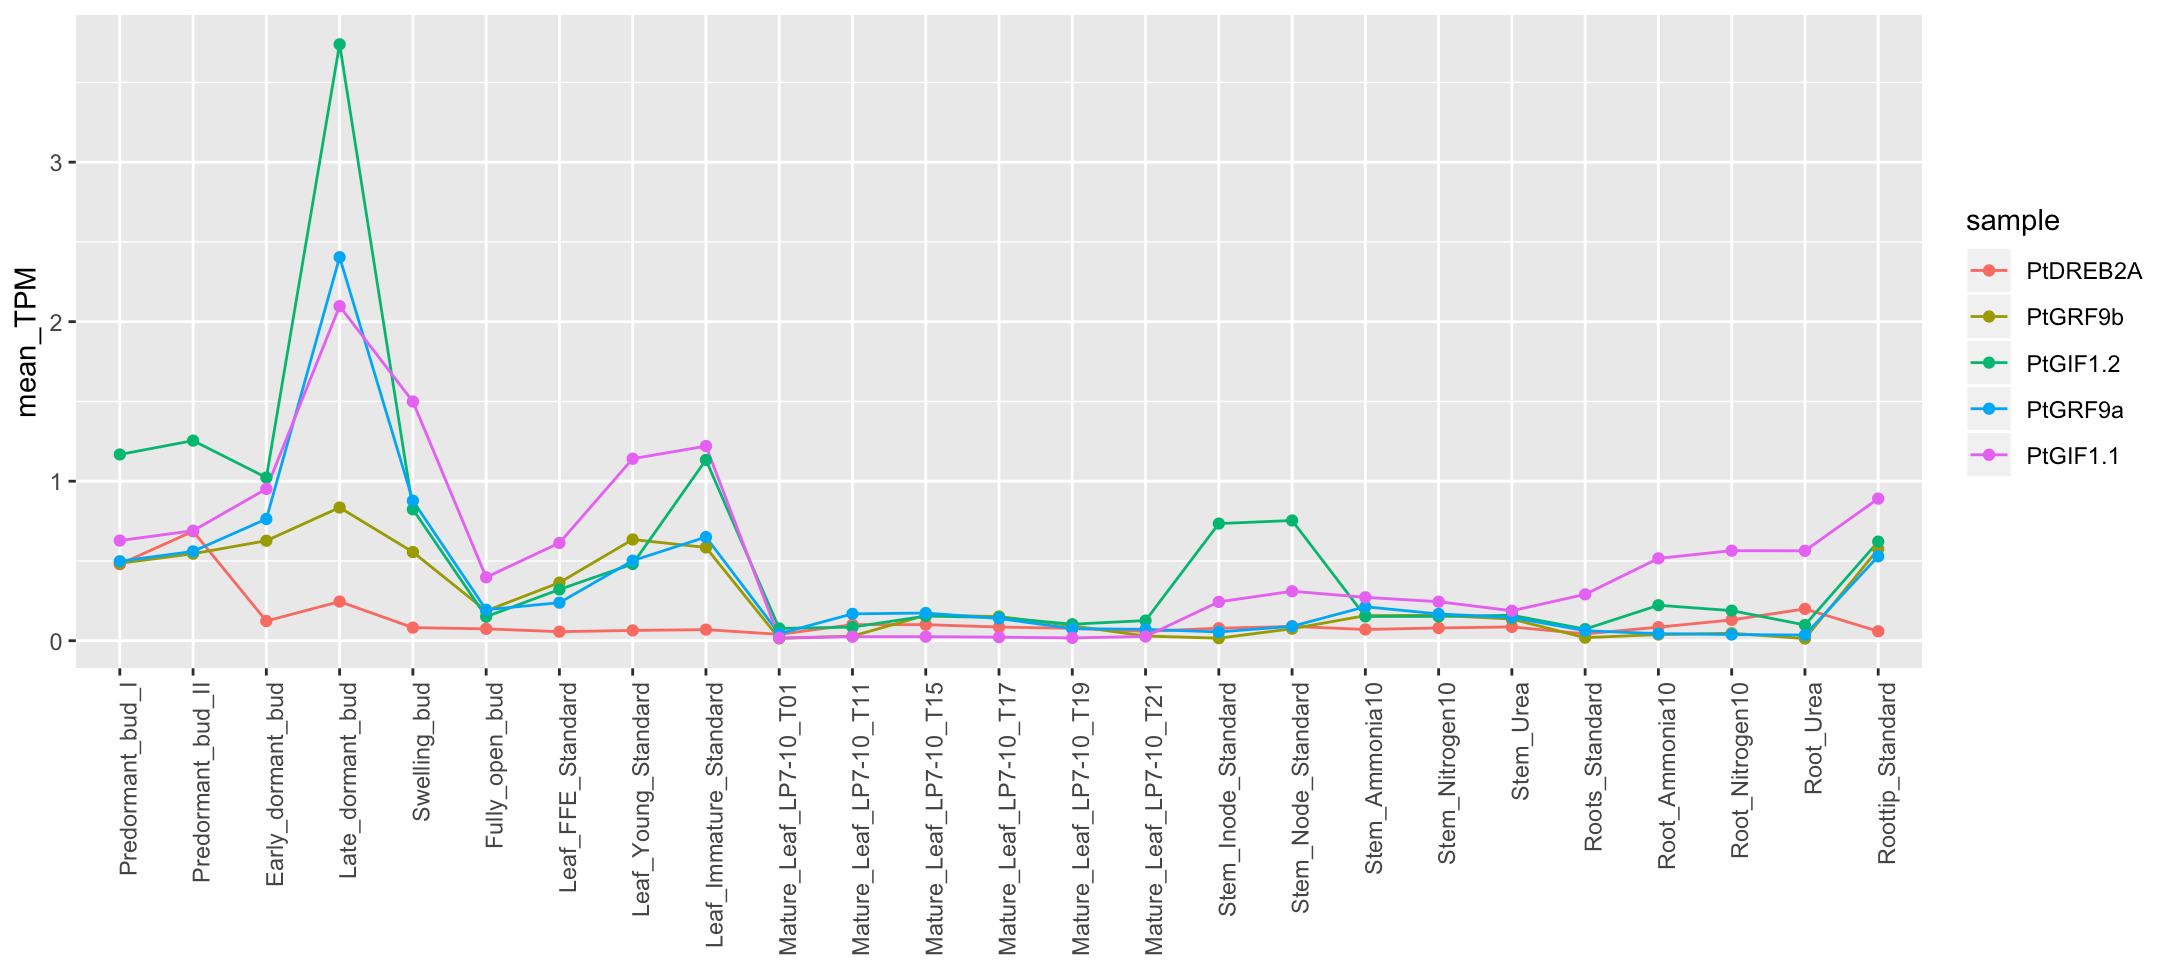 mean_TPM
3
2
1
0
Predormant_bud_I
Predormant_bud_II
Early_dormant_bud
Late_dormant_bud
Swelling_bud
Fully_open_bud
Leaf_FFE_Standard
Leaf_Young_Standard
Leaf_Immature_Standard
Mature_Leaf_LP7-10_T01
Mature_Leaf_LP7-10_T11
Mature_Leaf_LP7-10_T15
Mature_Leaf_LP7-10_T17
Mature_Leaf_LP7-10_T19
Mature_Leaf_LP7-10_T21
Stem_Inode_Standard
Stem_Node_Standard
Stem_Ammonia10
Stem_Nitrogen10
Stem_Urea
Roots_Standard
Root_Ammonia10
Root_Nitrogen10
Root_Urea
Roottip_Standard
sample
PtDREB2A
PtGRF9b
PtGIF1.2
PtGRF9a
PtGIF1.1